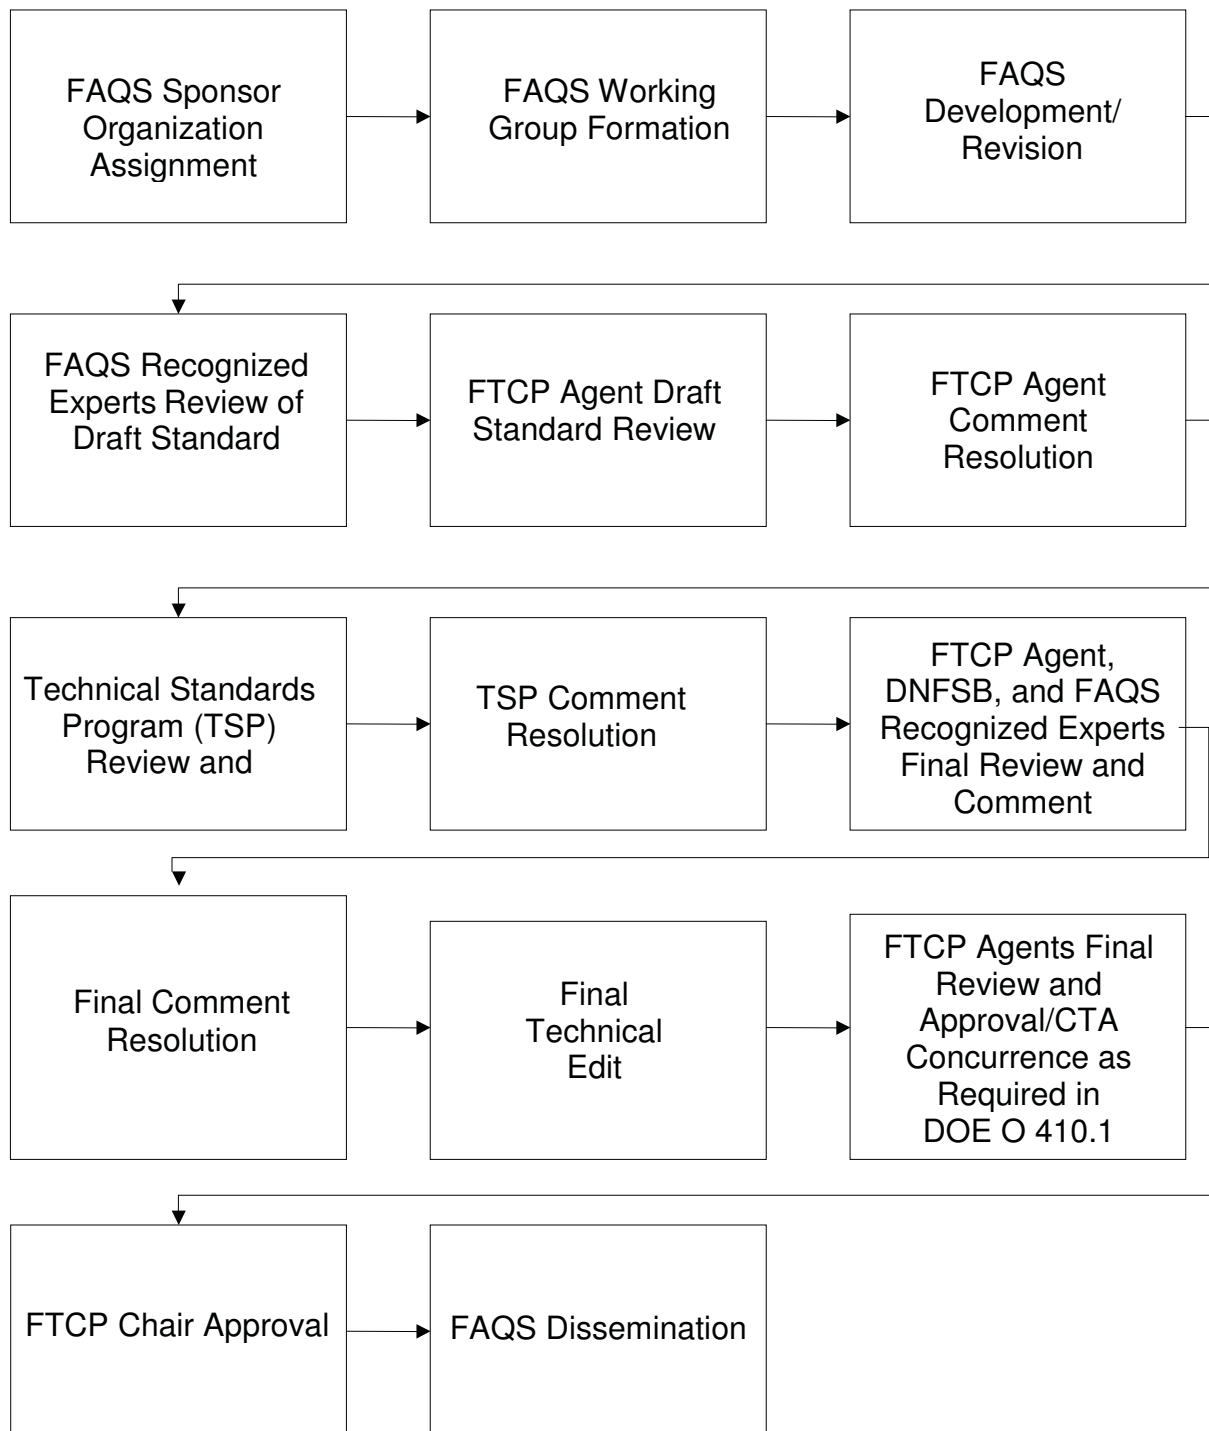 FAQS Sponsor
Organization
Assignment
FAQS Working
Group Formation
FAQS
Development/
Revision
FAQS Recognized
Experts Review of
Draft Standard
FTCP Agent Draft
Standard Review
FTCP Agent
Comment
Resolution
Technical Standards
Program (TSP)
Review and
TSP Comment
Resolution
FTCP Agent,
DNFSB, and FAQS
Recognized Experts
Final Review and
Comment
Final Comment
Resolution
Final
Technical
Edit
FTCP Agents Final
Review and
Approval/CTA
Concurrence as
Required in
DOE O 410.1
FTCP Chair Approval
FAQS Dissemination